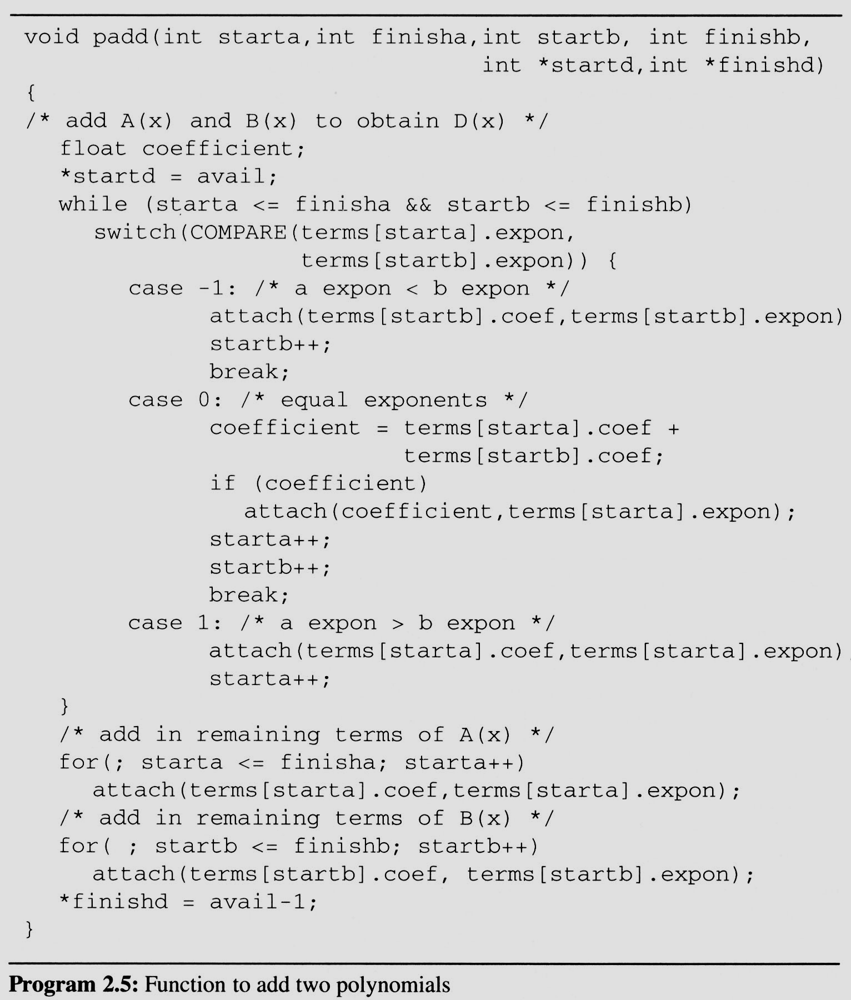 void padd(int starta,int finisha,int startb, int finishb,
int *startd,int *finishd)
{
/* add A(x) and B(x) to obtain D(x) */
float coefficient;
*startd = avail;
while (starta <= finisha && startb <= finishb)
switch(COMPARE(terms[starta].expon,
terms[startb].expon)) {
case -1: /* a expon < b expon */
attach(terms[startb].coef,terms[startb].expon)
startb++;
break;
case 0: /* equal exponents */
coefficient = terms[starta].coef +
terms[startb].coef;
if (coefficient)
attach(coefficient,terms[starta].expon);
starta++;
startb++;
break;
case 1: /* a expon > b expon */
attach(terms[starta].coef,terms[starta].expon)
starta++;
}
/* add in remaining terms of A(x) */
for(; starta <= finisha; starta++)
attach(terms[starta].coef,terms[starta].expon);
/* add in remaining terms of B(x) */
for( ; startb <= finishb; startb++)
attach(terms[startb].coef, terms[startb].expon);
*finishd = avail-1;
}
Program 2.5: Function to add two polynomials